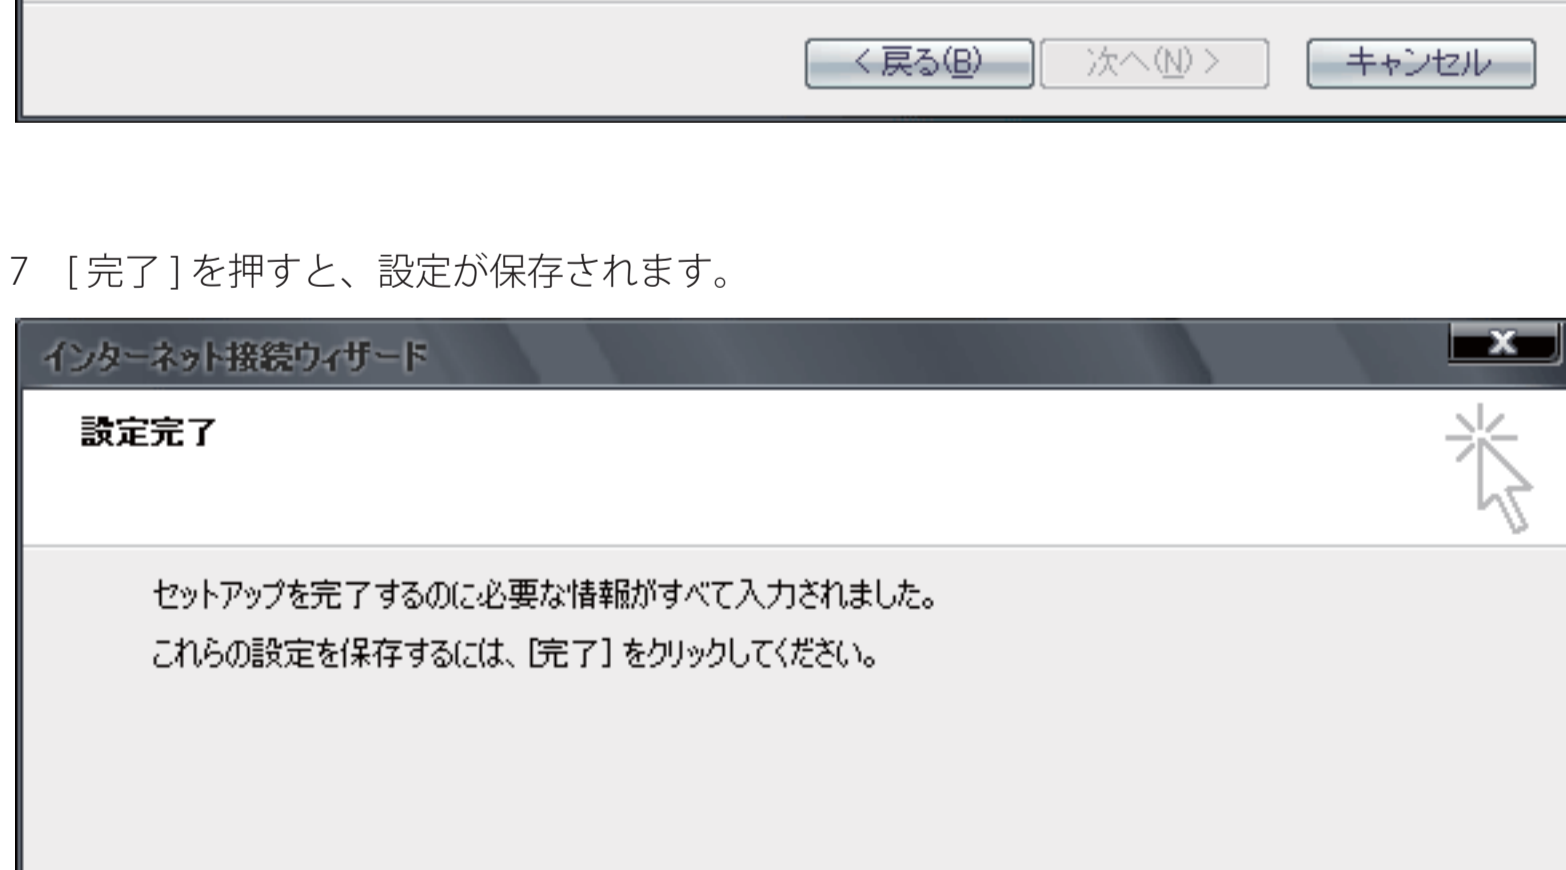 < 戻る(B)
次へ(N) >
キャンセル
7 [ 完了 ] を押すと、設定が保存されます。
インターネット接続ウィザード
設定完了
セットアップを完了するのに必要な情報がすべて入力されました。
これらの設定を保存するには、[完了] をクリックしてください。